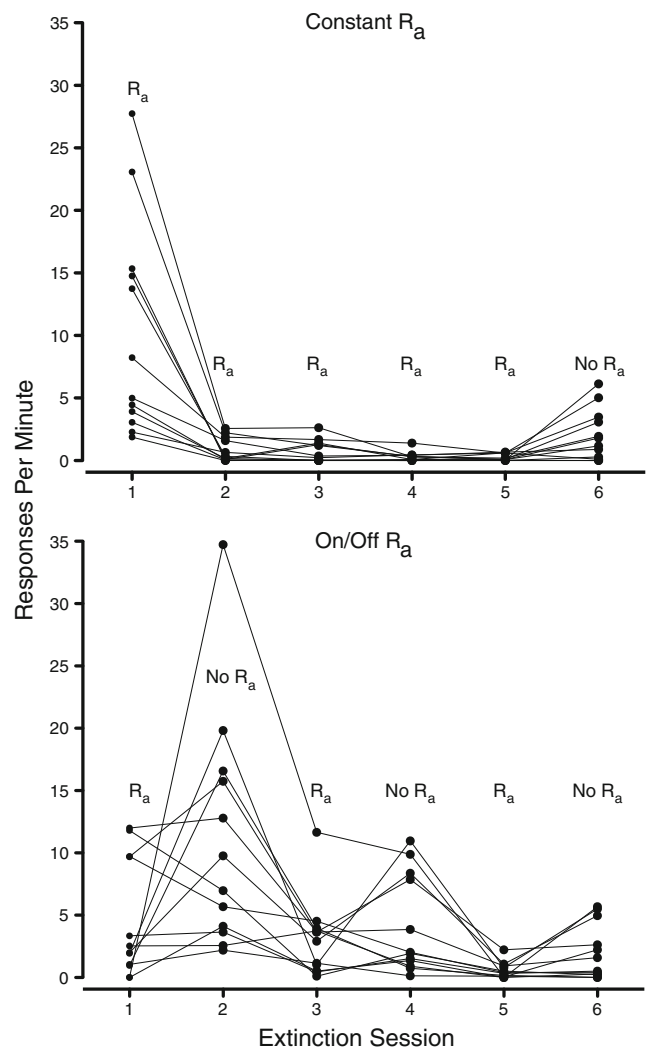 Constant Ra
35
30
25
20
15
10
5
0
Ra
Ra
Ra
Ra
Ra
No Ra
1 2 3 4 5 6
Responses Per Minute
On/Off Ra
35
30
25
20
15
10
5
0
Ra
No Ra
Ra
No Ra
Ra
No Ra
1 2 3 4 5 6
Extinction Session